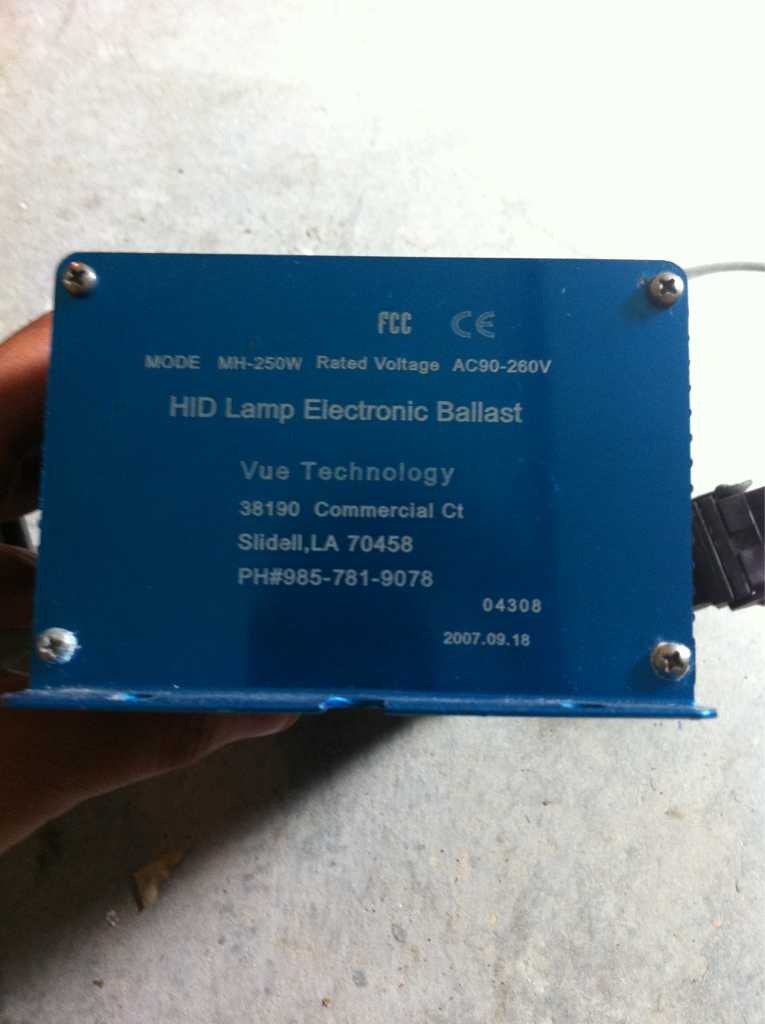 FCC CE
MODE MH-250W Rated Voltage AC90-260V
HID Lamp Electronic Ballast
Vue Technology
38190 Commercial Ct
Slidell,LA 70458
PH#985-781-9078
04308
2007.09.18